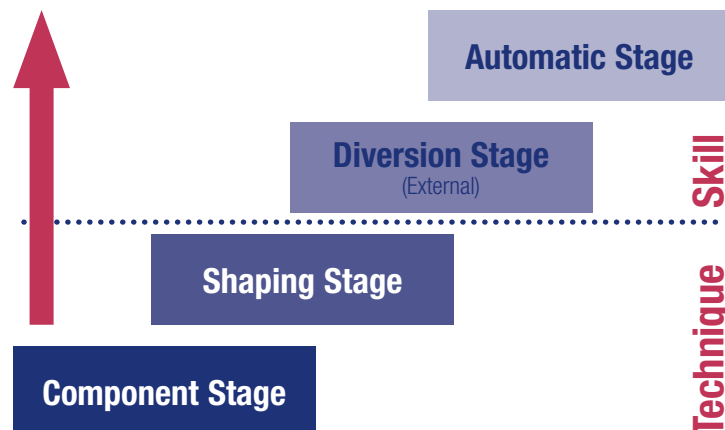 Automatic Stage
Diversion Stage
(External)
Skill
Shaping Stage
Technique
Component Stage